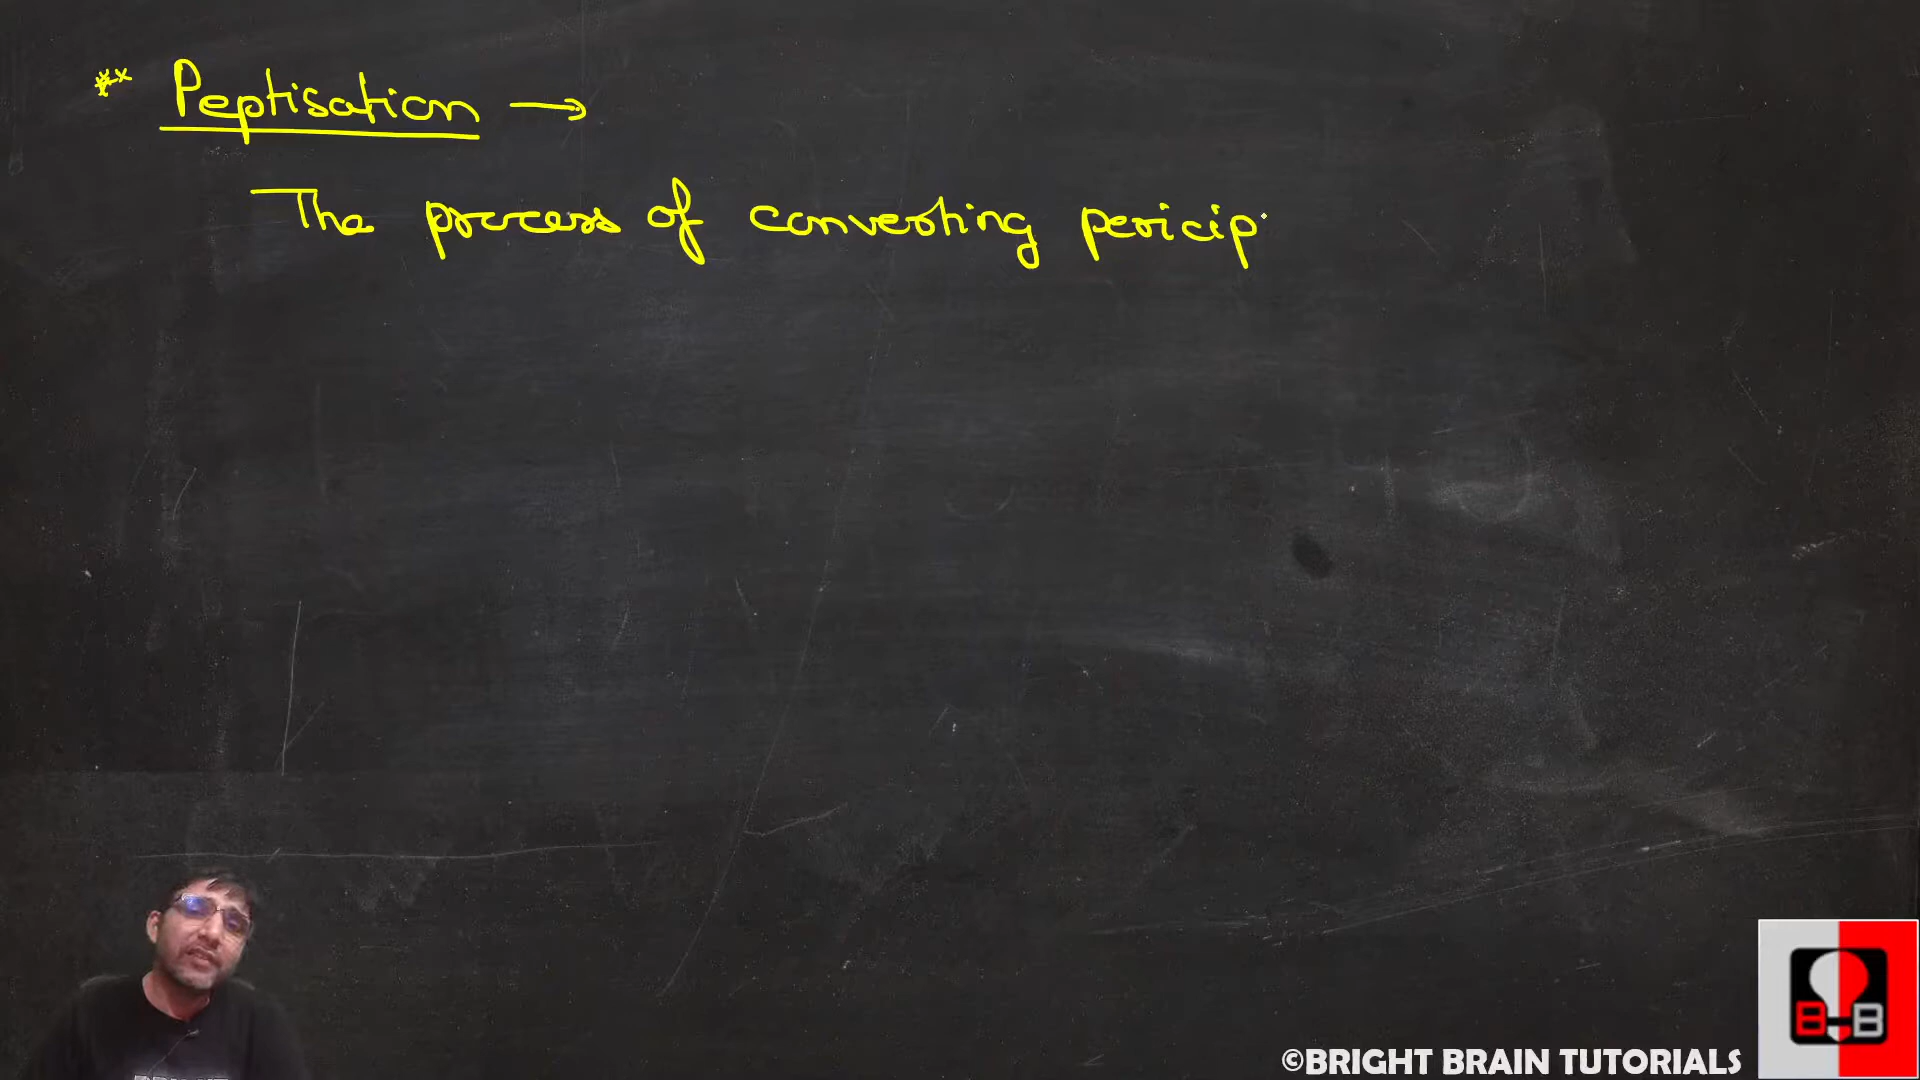 ** Peptisation →
The process of converting pericip
B B
©BRIGHT BRAIN TUTORIALS